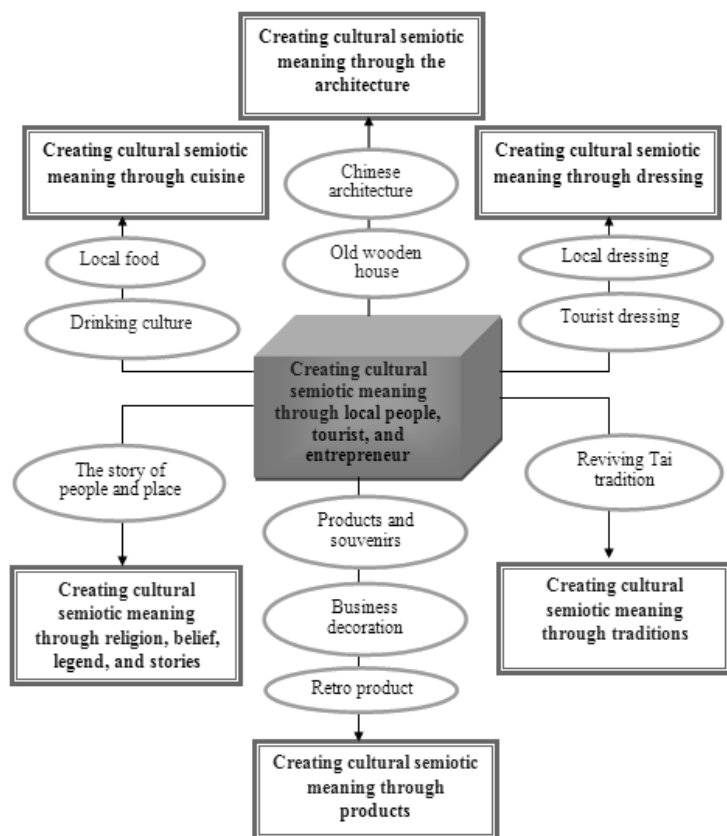 Creating cultural semiotic
meaning through the
architecture
Creating cultural semiotic
meaning through cuisine
Chinese
architecture
Creating cultural semiotic
meaning through dressing
Local food
Old wooden
house
Local dressing
Drinking culture
Tourist dressing
Creating cultural
semiotic meaning
through local people,
tourist, and
entrepreneur
The story of
people and place
Reviving Tai
tradition
Products and
souvenirs
Creating cultural
semiotic meaning
through religion, belief,
legend, and stories
Business
decoration
Creating cultural
semiotic meaning
through traditions
Retro product
Creating cultural semiotic
meaning through
products